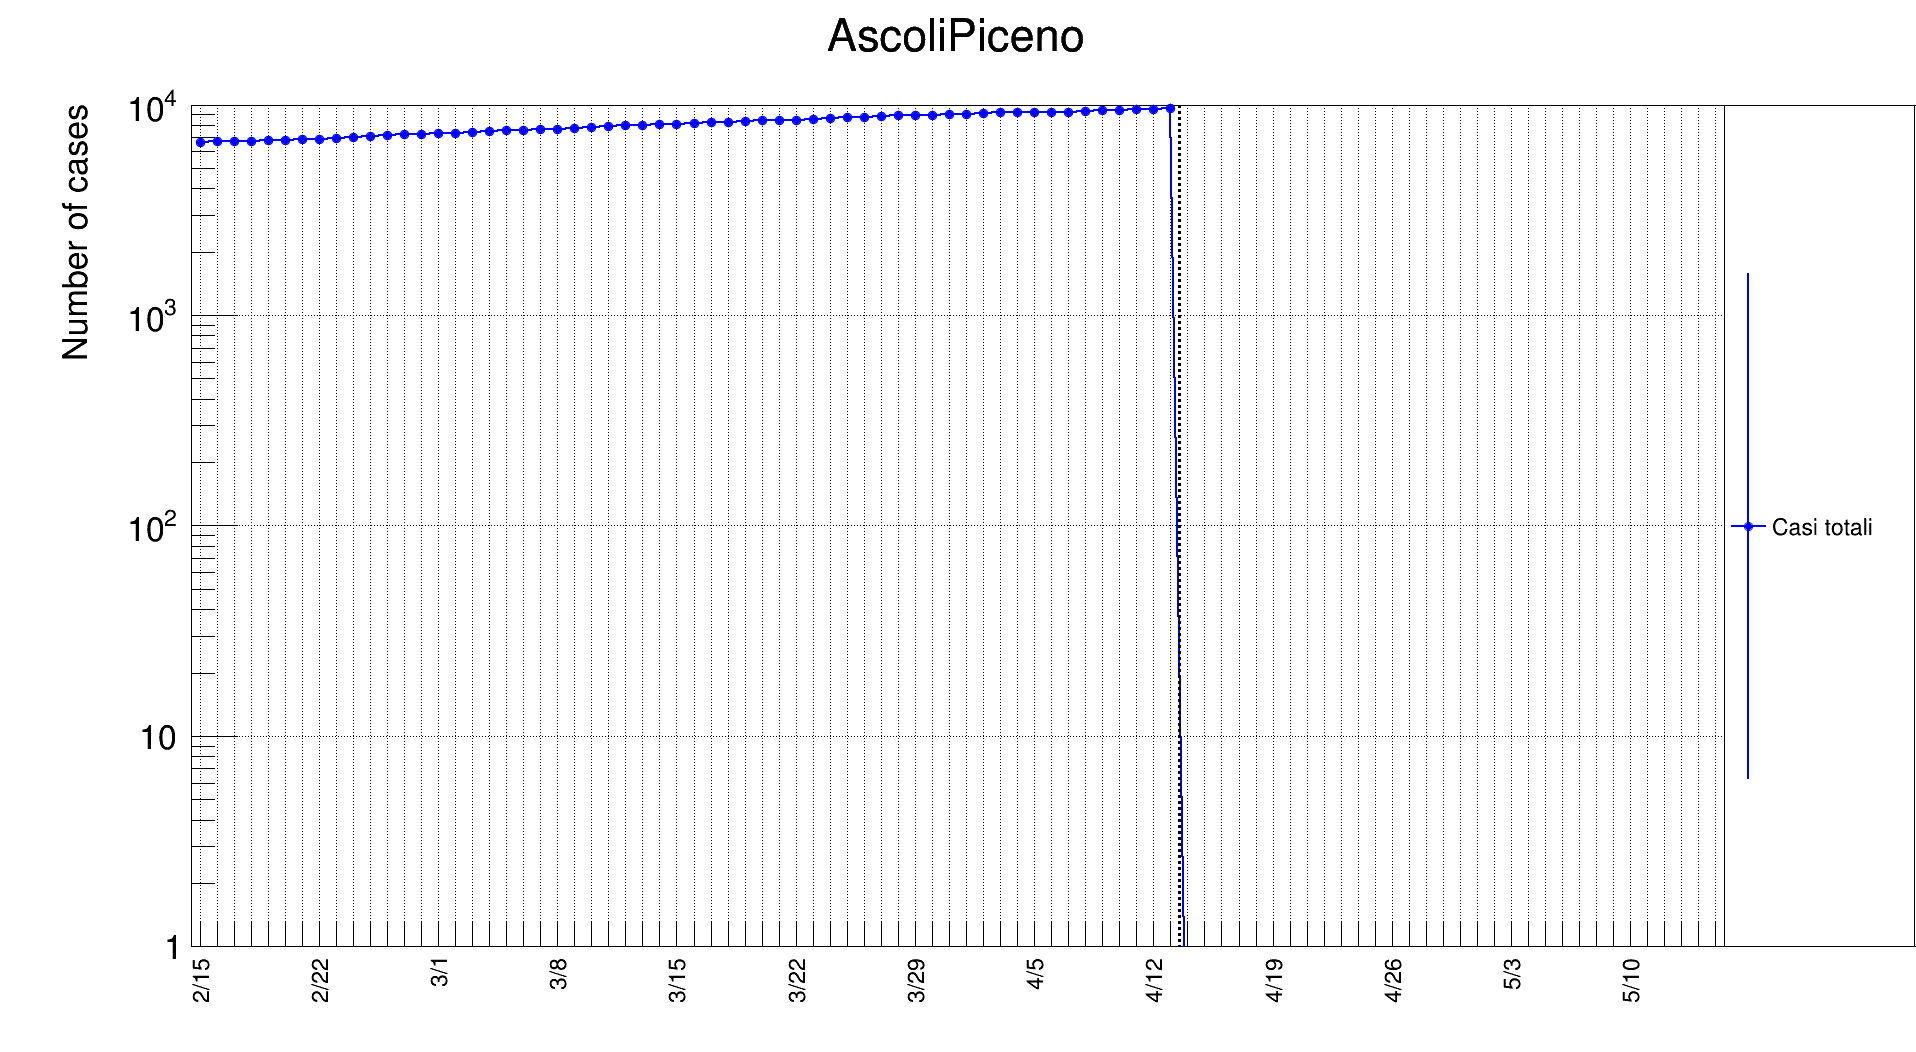 AscoliPiceno
Number of cases
10^4
10^3
10^2
10
1
2/15 2/22 3/1 3/8 3/15 3/22 3/29 4/5 4/12 4/19 4/26 5/3 5/10
Casi totali